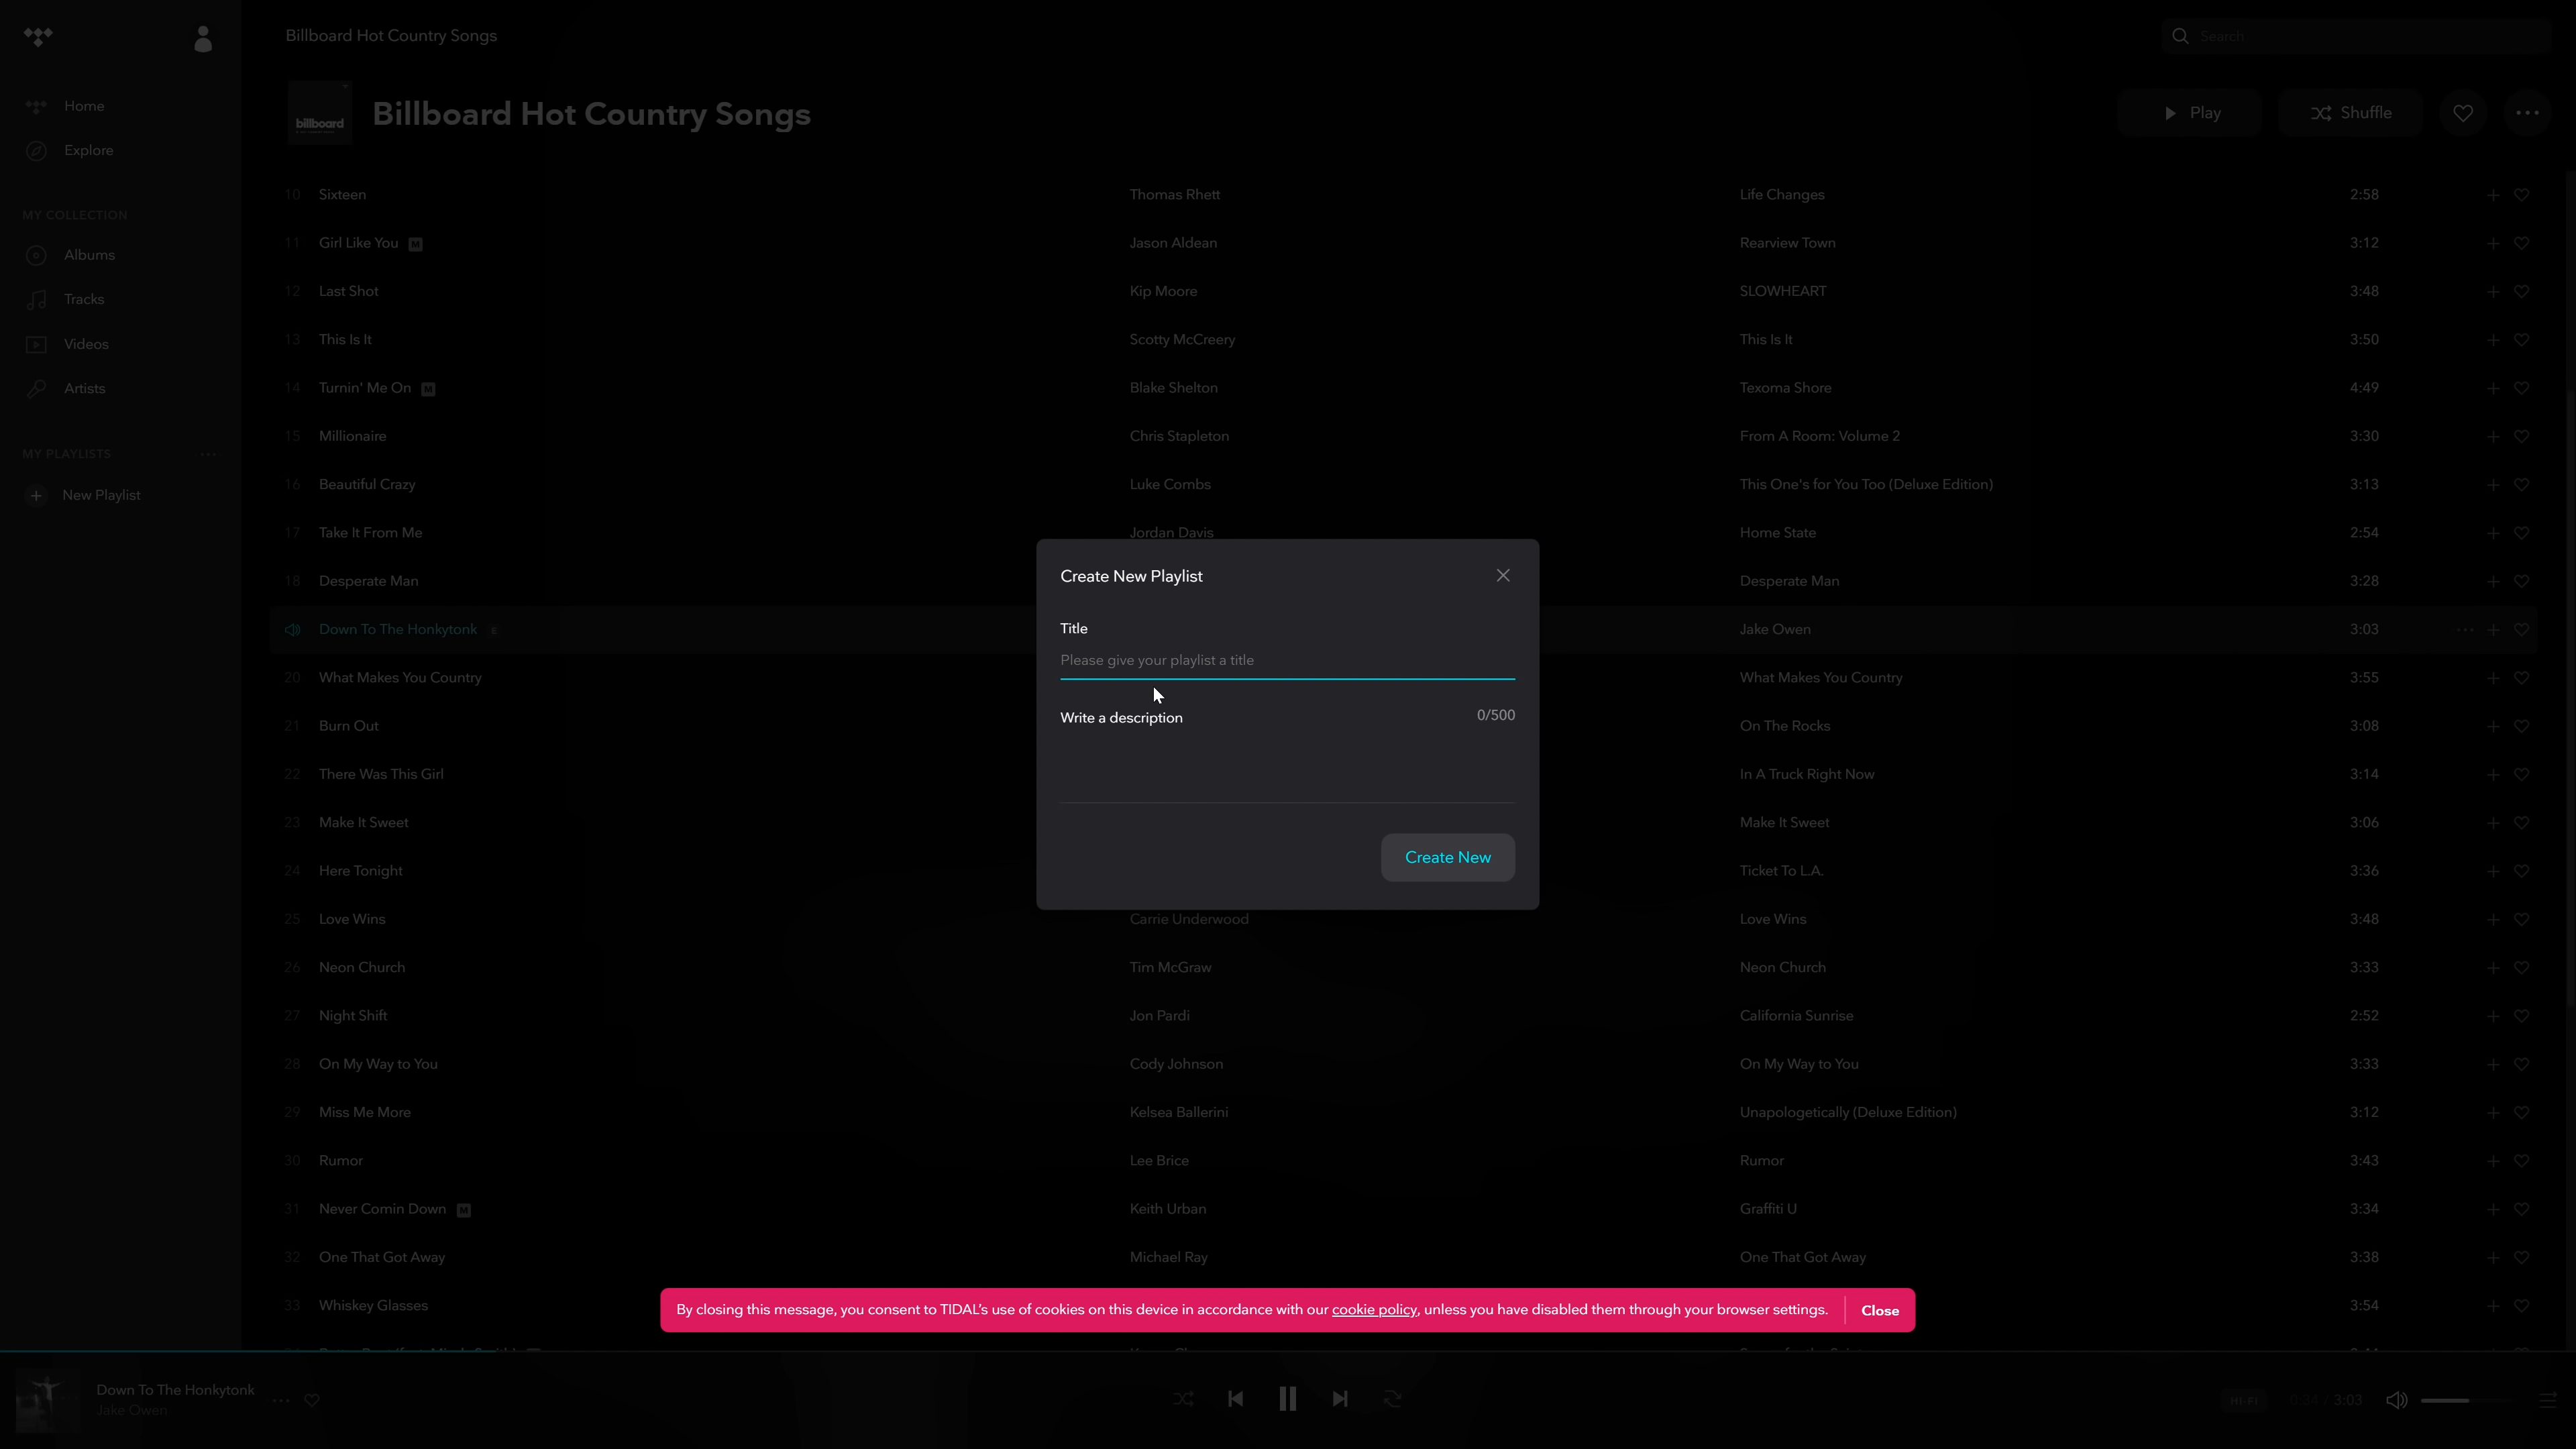 Billboard Hot Country Songs
Search
Home
Explore
MY COLLECTION
Albums
Tracks
Videos
Artists
MY PLAYLISTS
New Playlist
billboard
Billboard Hot Country Songs
Play
Shuffle
10 Sixteen Thomas Rhett Life Changes 2:58
11 Girl Like You M Jason Aldean Rearview Town 3:12
12 Last Shot Kip Moore SLOWHEART 3:48
13 This Is It Scotty McCreery This Is It 3:50
14 Turnin' Me On M Blake Shelton Texoma Shore 4:49
15 Millionaire Chris Stapleton From A Room: Volume 2 3:30
16 Beautiful Crazy Luke Combs This One's for You Too (Deluxe Edition) 3:13
17 Take It From Me Jordan Davis Home State 2:54
18 Desperate Man Desperate Man 3:28
Down To The Honkytonk Jake Owen 3:03
20 What Makes You Country What Makes You Country 3:55
21 Burn Out On The Rocks 3:08
22 There Was This Girl In A Truck Right Now 3:14
23 Make It Sweet Make It Sweet 3:06
24 Here Tonight Ticket To L.A. 3:36
25 Love Wins Carrie Underwood Love Wins 3:48
26 Neon Church Tim McGraw Neon Church 3:33
27 Night Shift Jon Pardi California Sunrise 2:52
28 On My Way to You Cody Johnson On My Way to You 3:33
29 Miss Me More Kelsea Ballerini Unapologetically (Deluxe Edition) 3:12
30 Rumor Lee Brice Rumor 3:43
31 Never Comin Down M Keith Urban Graffiti U 3:34
32 One That Got Away Michael Ray One That Got Away 3:38
33 Whiskey Glasses 3:54
Create New Playlist
Title
Please give your playlist a title
Write a description 0/500
Create New
By closing this message, you consent to TIDAL's use of cookies on this device in accordance with our cookie policy, unless you have disabled them through your browser settings. Close
Down To The Honkytonk
Jake Owen
HI-FI 0:34 / 3:03